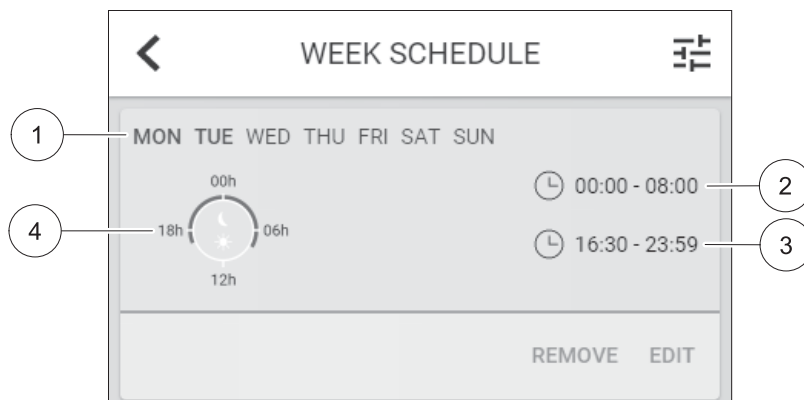 WEEK SCHEDULE
1
MON TUE WED THU FRI SAT SUN
00h
00:00 - 08:00
2
4
18h
06h
16:30 - 23:59
3
12h
REMOVE EDIT